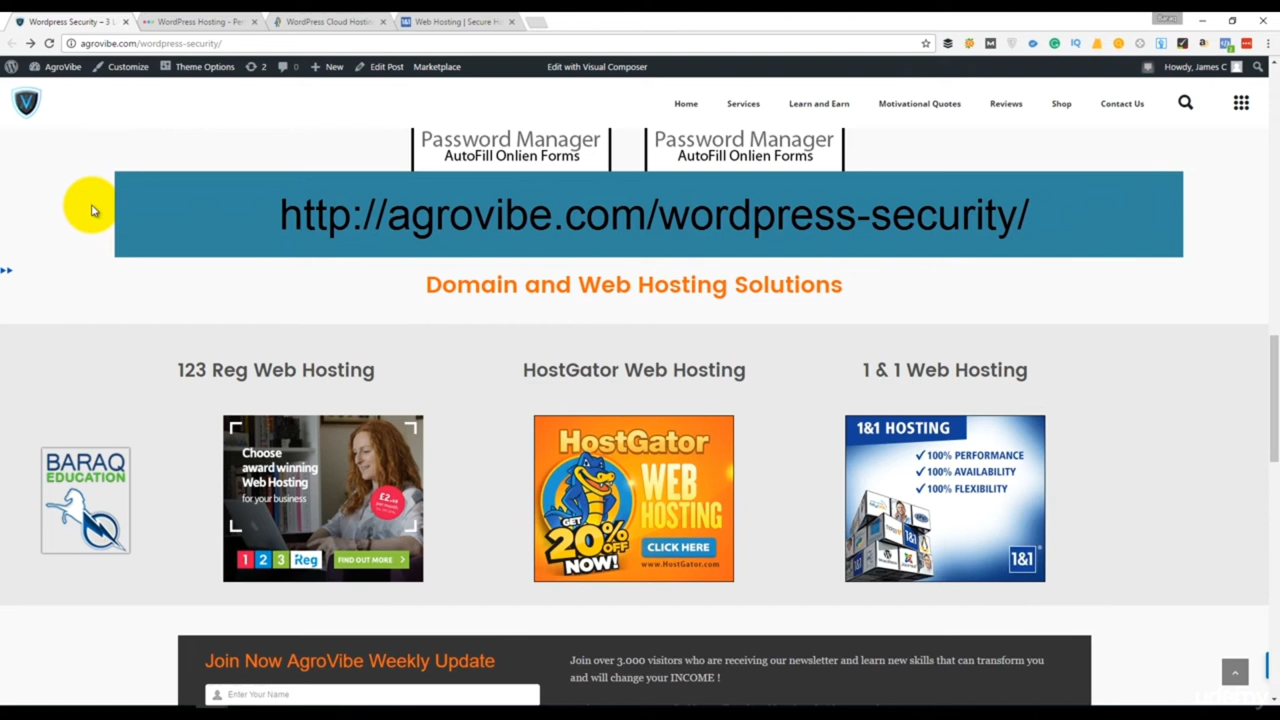 Wordpress Security – 3 L
WordPress Hosting - Per
WordPress Cloud Hostin
Web Hosting | Secure H
Baraq
agrovibe.com/wordpress-security/
AgroVibe
Customize
Theme Options
2
0
New
Edit Post
Marketplace
Edit with Visual Composer
Howdy, James C
Home
Services
Learn and Earn
Motivational Quotes
Reviews
Shop
Contact Us
Password Manager
AutoFill Onlien Forms
Password Manager
AutoFill Onlien Forms
http://agrovibe.com/wordpress-security/
Domain and Web Hosting Solutions
123 Reg Web Hosting
HostGator Web Hosting
1 & 1 Web Hosting
BARAQ
EDUCATION
Choose
award winning
Web Hosting
for your business
per month
1 2 3 Reg
FIND OUT MORE
HostGator
WEB
HOSTING
GET
20% OFF
NOW!
CLICK HERE
www.HostGator.com
1&1 HOSTING
✓100% PERFORMANCE
✓100% AVAILABILITY
✓100% FLEXIBILITY
1&1
Join Now AgroVibe Weekly Update
Enter Your Name
Join over 3.000 visitors who are receiving our newsletter and learn new skills that can transform you
and will change your INCOME !
udemy